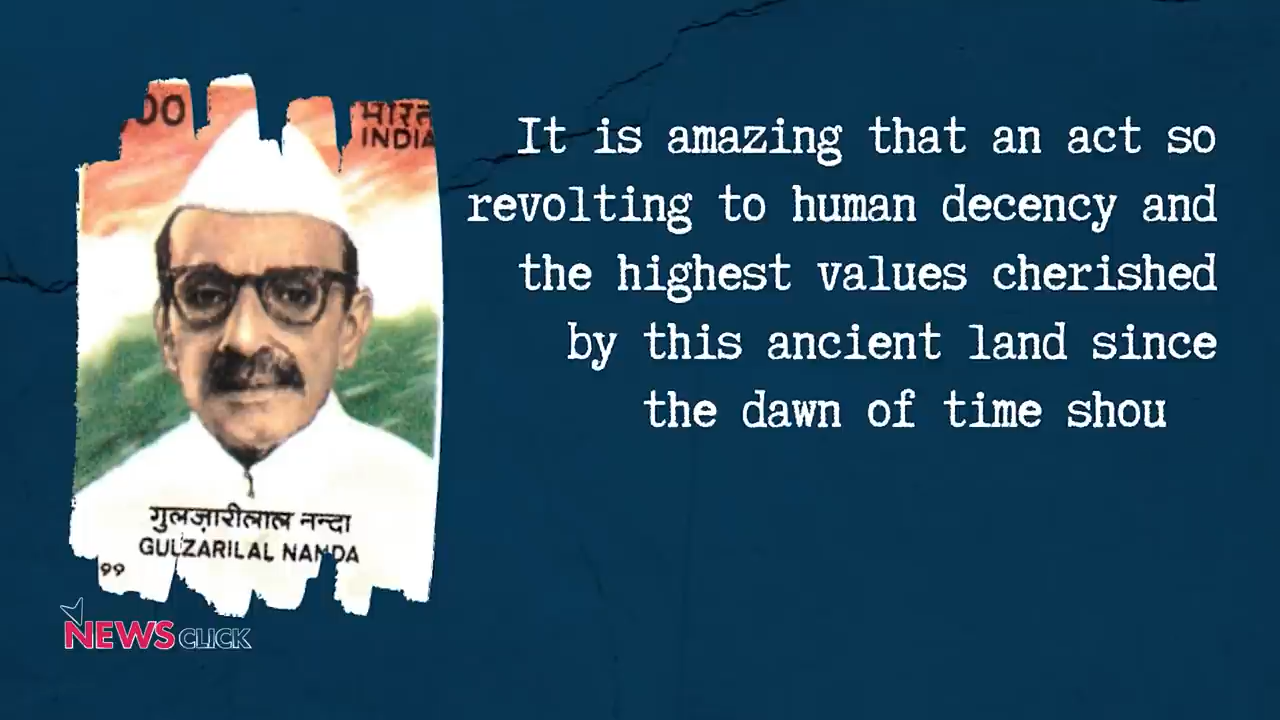 00
भारत
INDIA
It is amazing that an act so
revolting to human decency and
the highest values cherished
by this ancient land since
the dawn of time shou
गुलज़ारीलाल नन्दा
GULZARILAL NANDA
99
NEWSCLICK